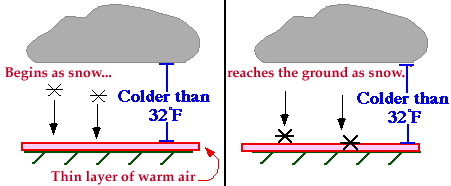 Begins as snow...
Colder than
32°F
Thin layer of warm air
reaches the ground as snow.
Colder than
32°F